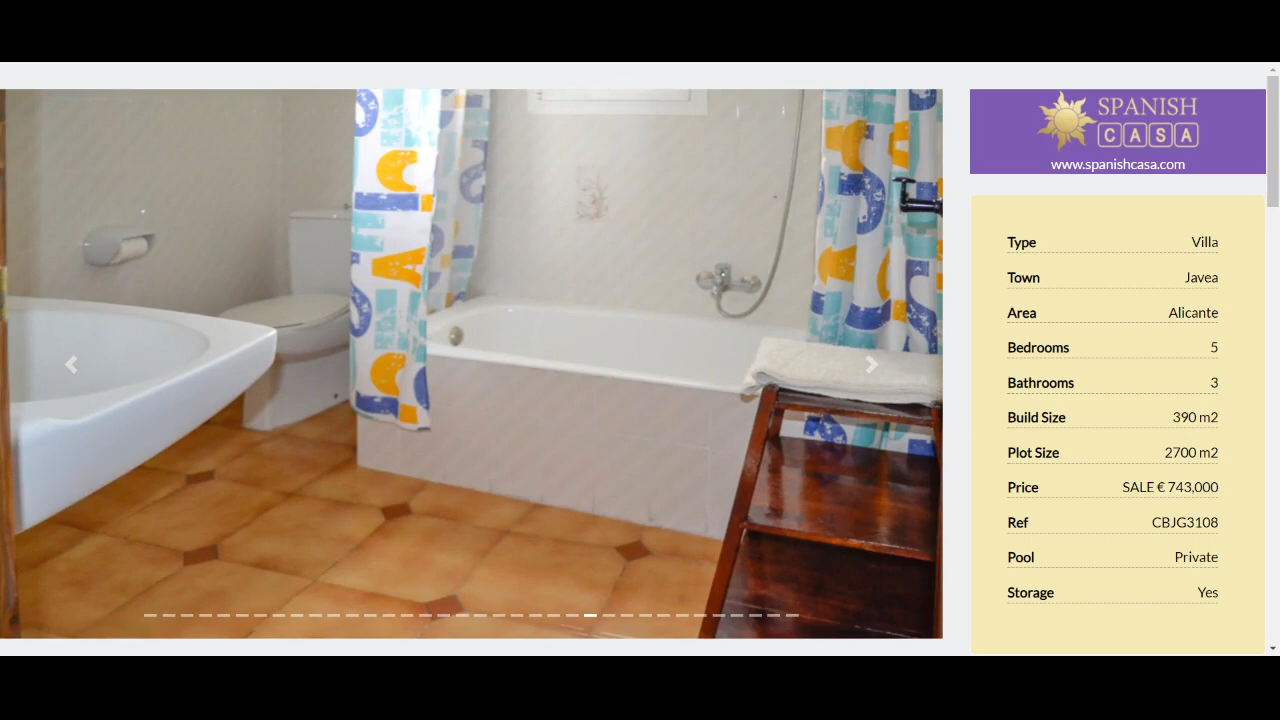 SPANISH
CASA
www.spanishcasa.com
Type Villa
Town Javea
Area Alicante
Bedrooms 5
Bathrooms 3
Build Size 390 m2
Plot Size 2700 m2
Price SALE € 743,000
Ref CBJG3108
Pool Private
Storage Yes